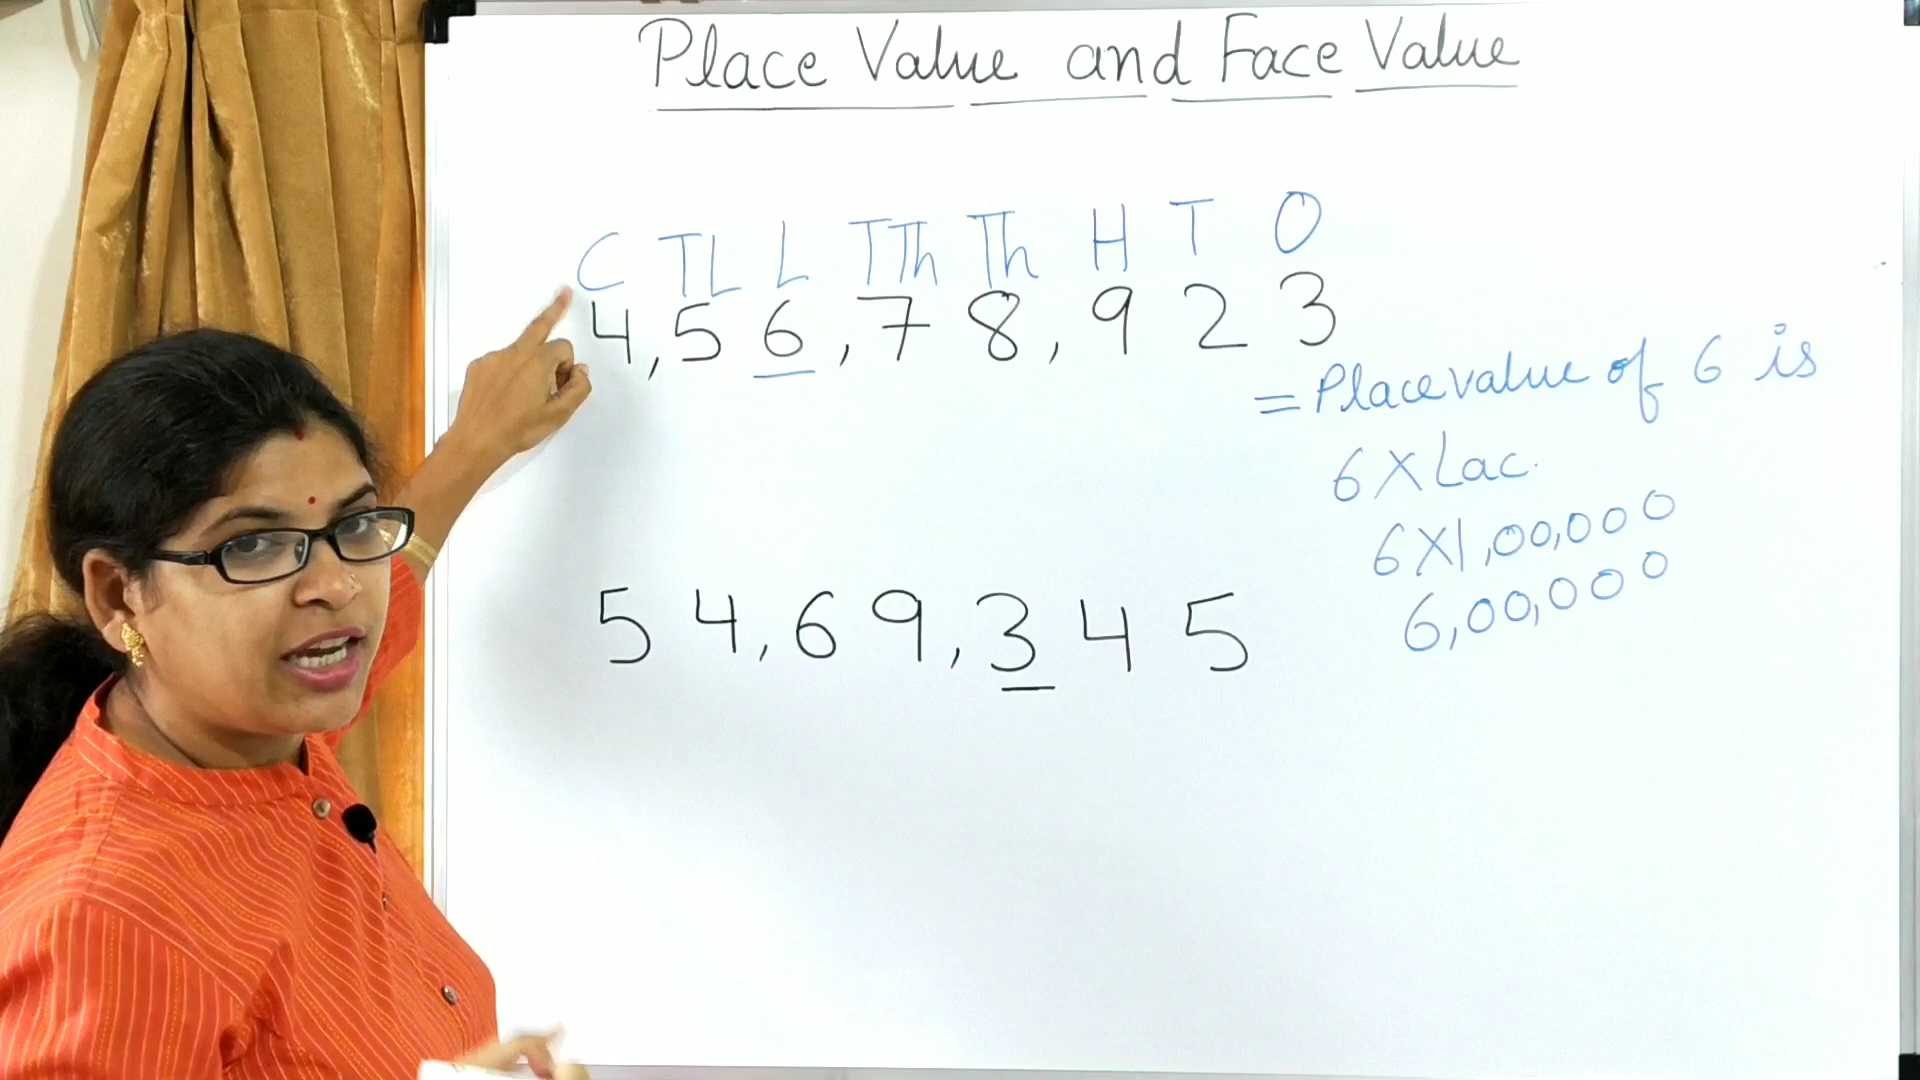 Place Value and Face Value
C TL L TTh Th H T O
4,56,78,923
= Place value of 6 is
6 X Lac.
6 X 1,00,000
6,00,000
54,69,345